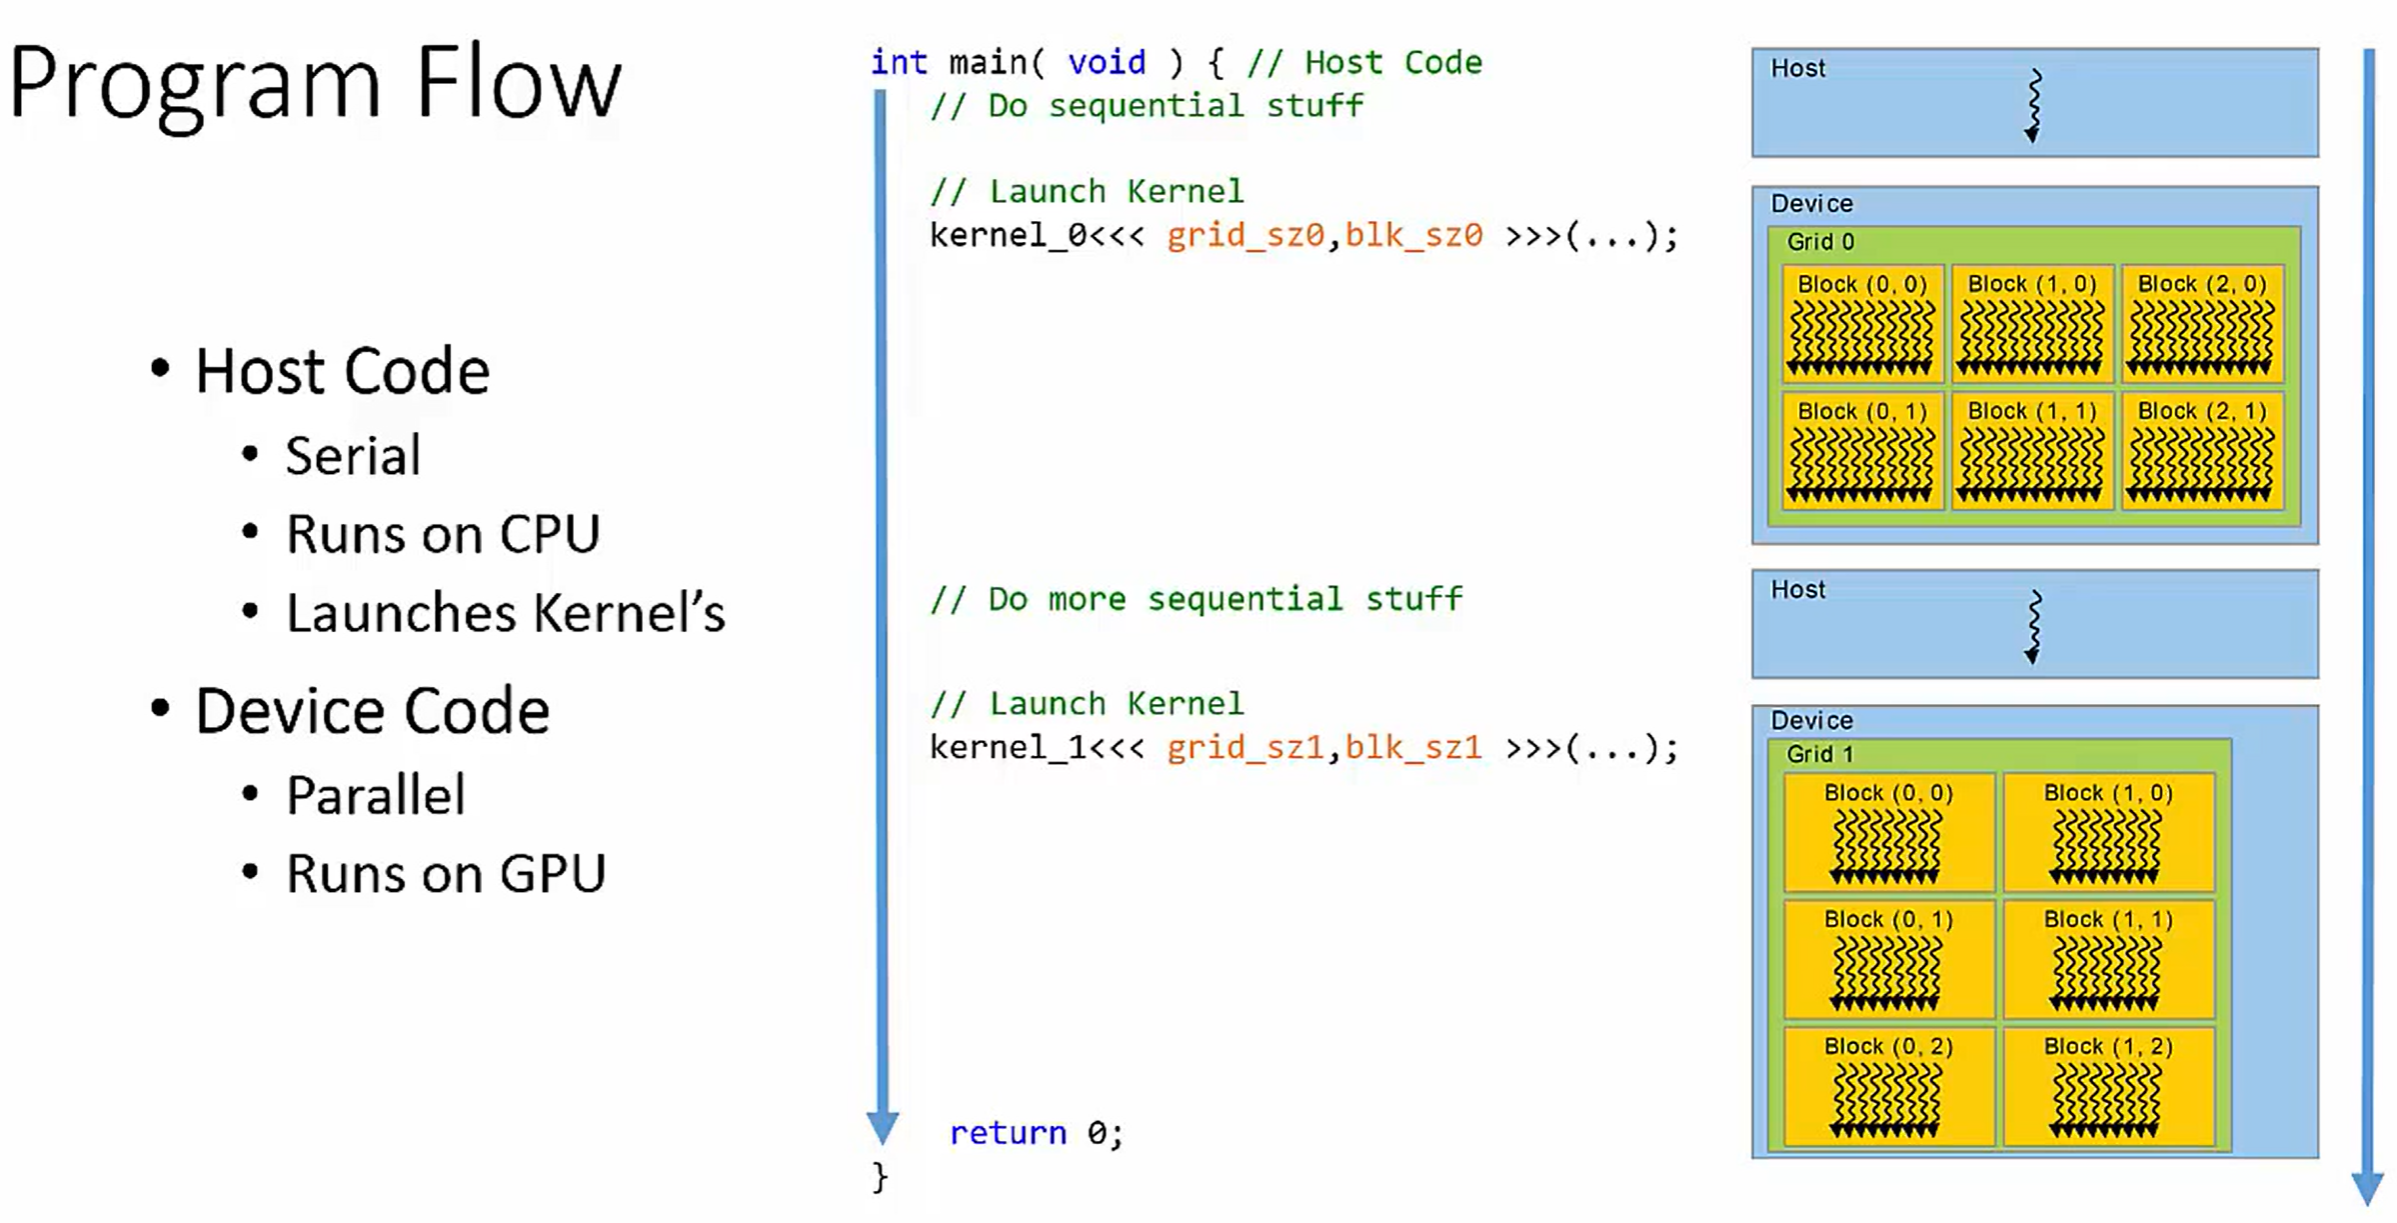 Program Flow
• Host Code
• Serial
• Runs on CPU
• Launches Kernel’s
• Device Code
• Parallel
• Runs on GPU
int main( void ) { // Host Code
// Do sequential stuff
// Launch Kernel
kernel_0<<< grid_sz0,blk_sz0 >>>(...);
// Do more sequential stuff
// Launch Kernel
kernel_1<<< grid_sz1,blk_sz1 >>>(...);
return 0;
}
Host
Device
Grid 0
Block (0, 0) Block (1, 0) Block (2, 0)
Block (0, 1) Block (1, 1) Block (2, 1)
Host
Device
Grid 1
Block (0, 0) Block (1, 0)
Block (0, 1) Block (1, 1)
Block (0, 2) Block (1, 2)